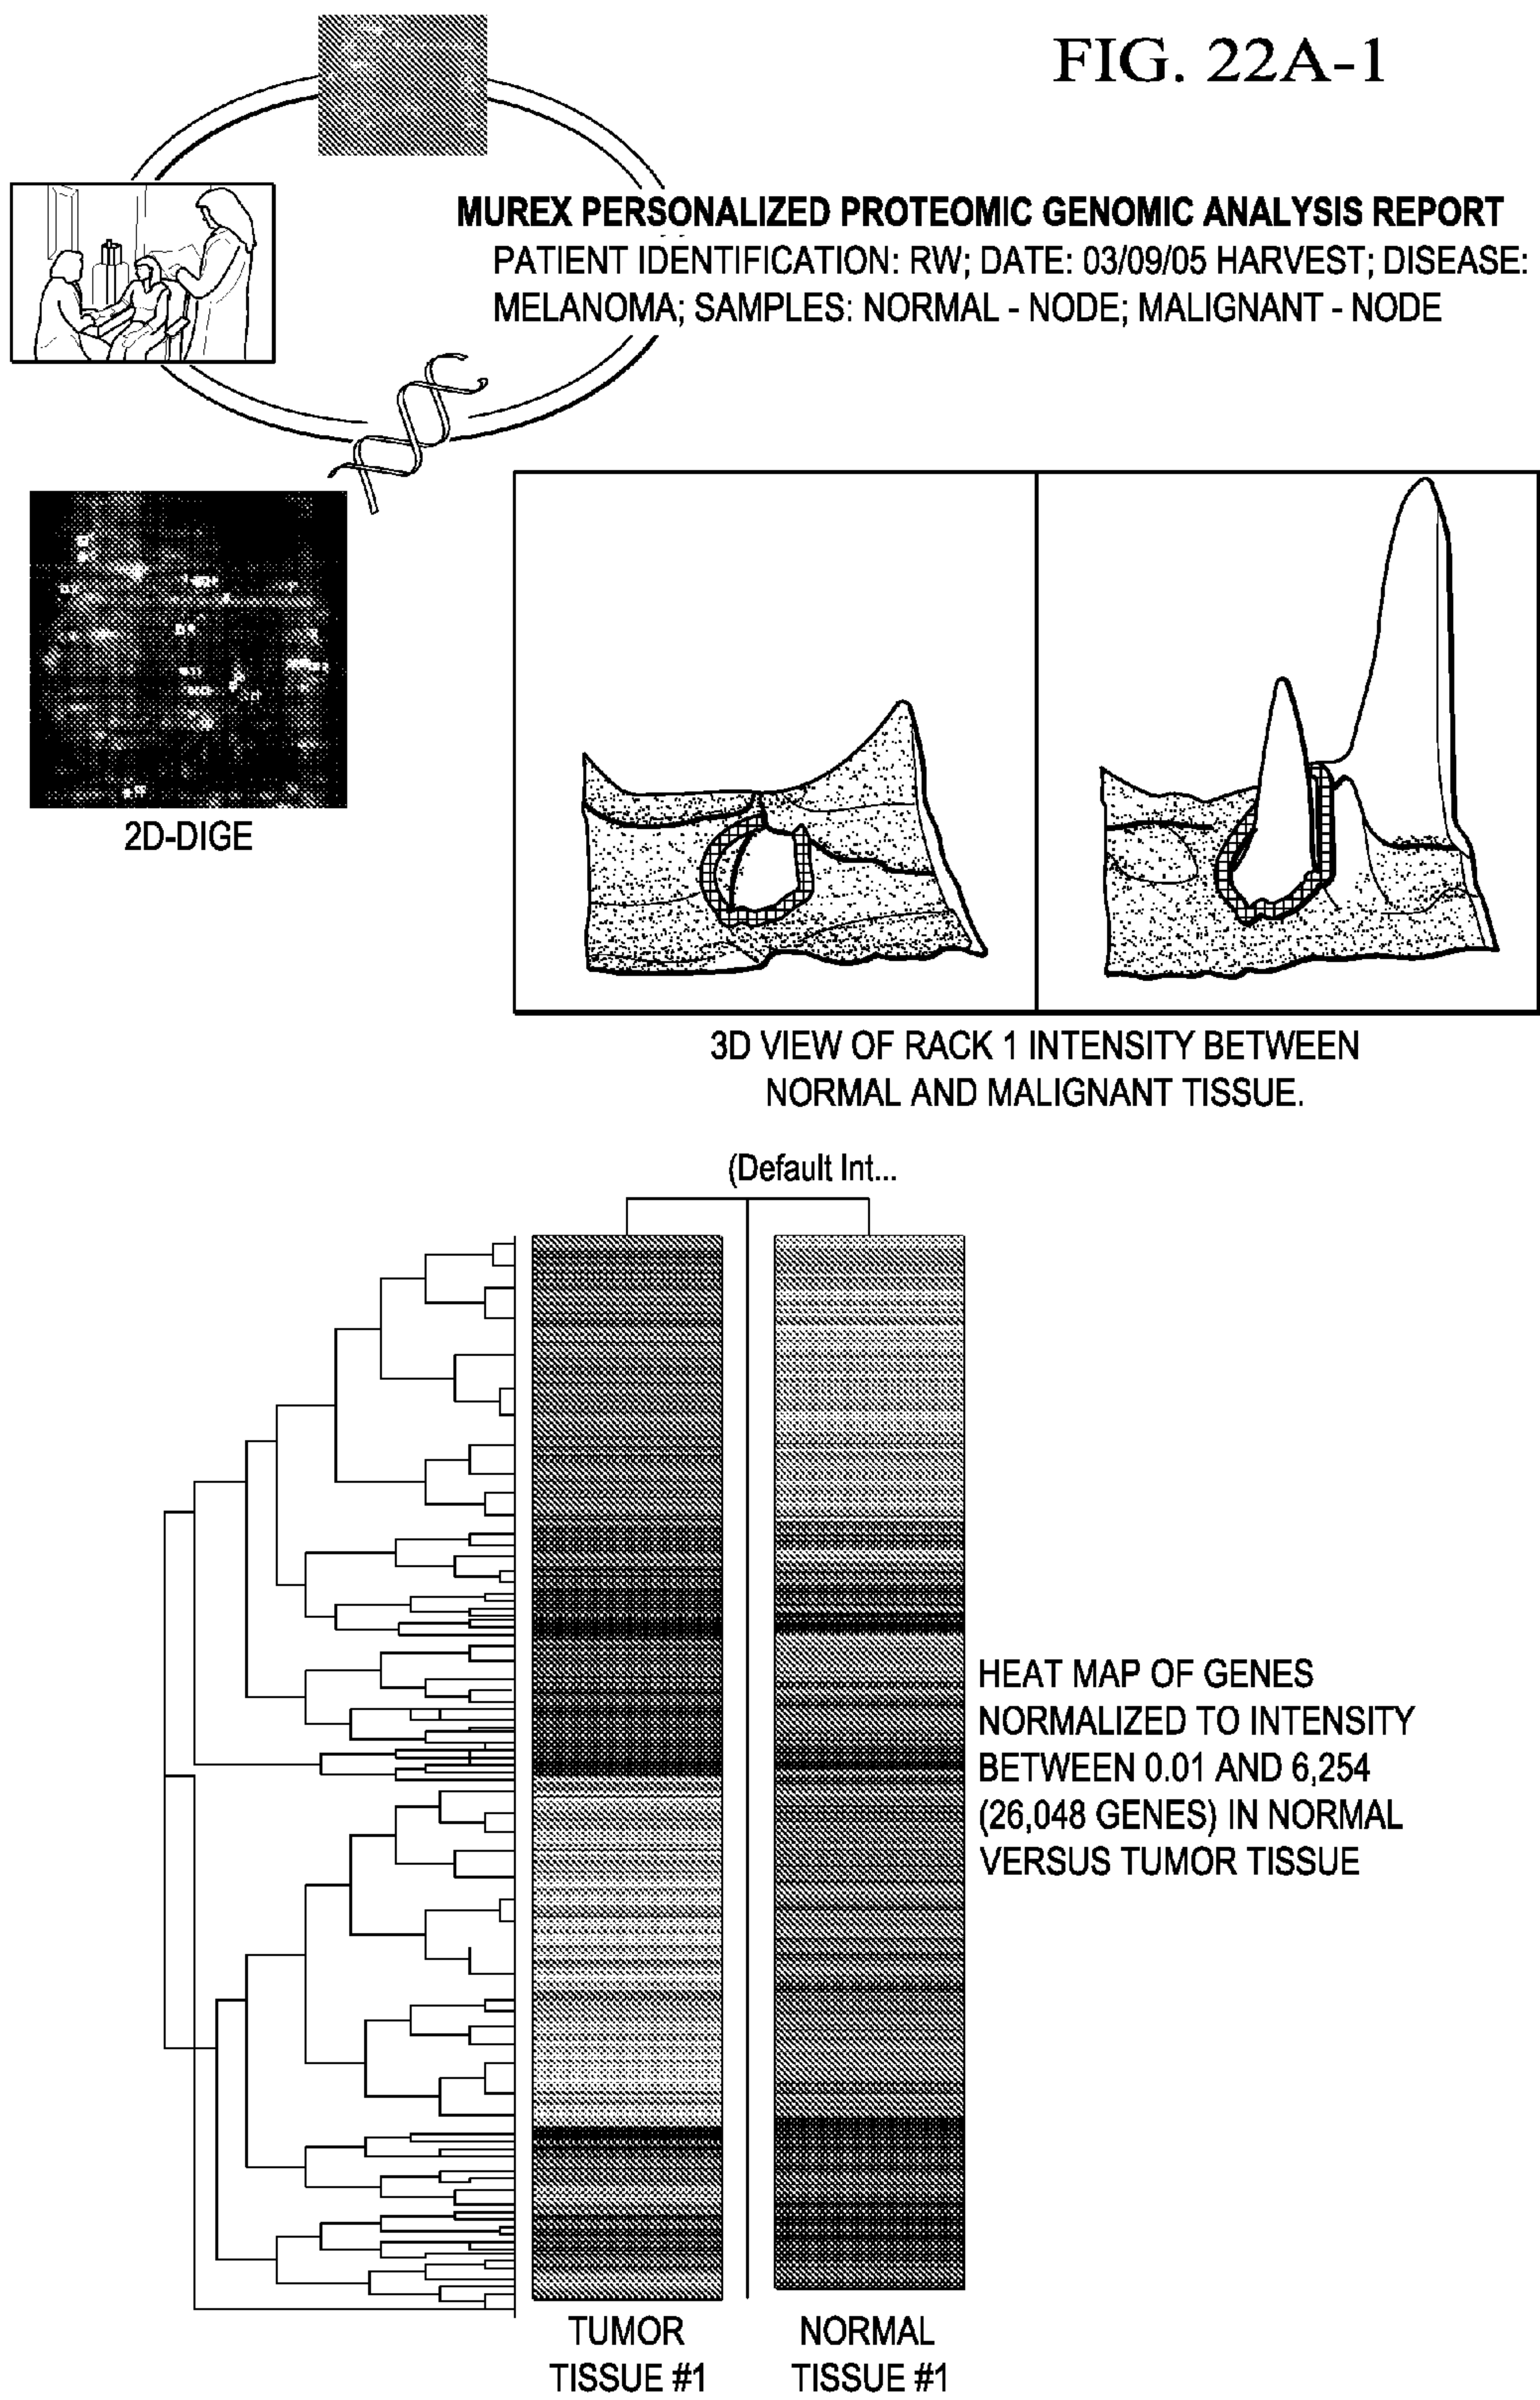 FIG. 22A-1
MUREX PERSONALIZED PROTEOMIC GENOMIC ANALYSIS REPORT
PATIENT IDENTIFICATION: RW; DATE: 03/09/05 HARVEST; DISEASE:
MELANOMA; SAMPLES: NORMAL - NODE; MALIGNANT - NODE
2D-DIGE
3D VIEW OF RACK 1 INTENSITY BETWEEN
NORMAL AND MALIGNANT TISSUE.
(Default Int...
HEAT MAP OF GENES
NORMALIZED TO INTENSITY
BETWEEN 0.01 AND 6,254
(26,048 GENES) IN NORMAL
VERSUS TUMOR TISSUE
TUMOR
TISSUE #1
NORMAL
TISSUE #1